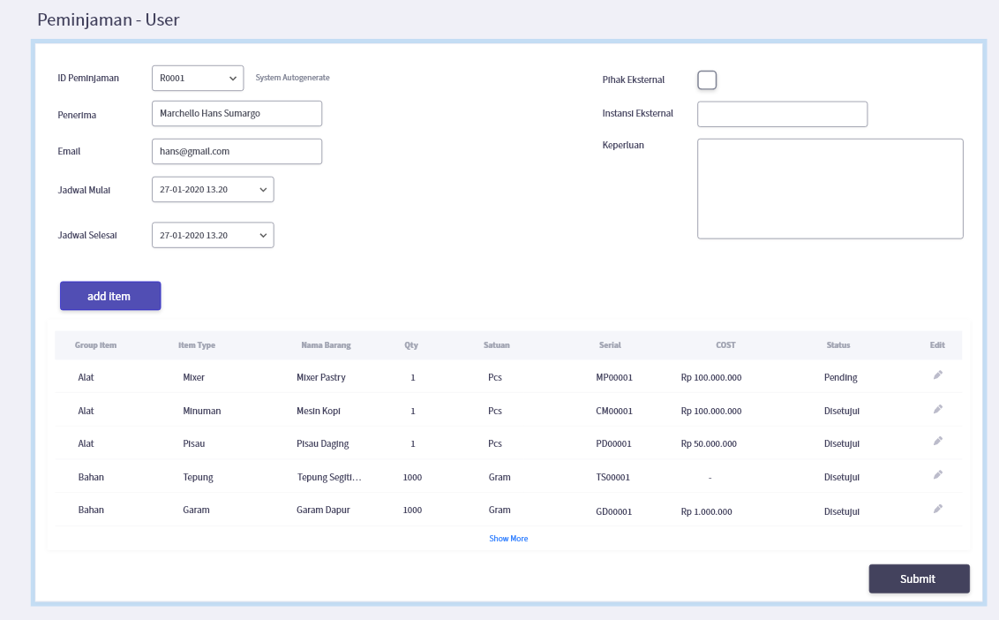 Peminjaman - User
ID Peminjaman R0001 System Autogenerate
Penerima Marchello Hans Sumargo
Email hans@gmail.com
Jadwal Mulai 27-01-2020 13.20
Jadwal Selesai 27-01-2020 13.20
Pihak Eksternal
Instansi Eksternal
Keperluan
add item
Group item Item Type Nama Barang Qty Satuan Serial COST Status Edit
Alat Mixer Mixer Pastry 1 Pcs MP00001 Rp 100.000.000 Pending
Alat Minuman Mesin Kopi 1 Pcs CM00001 Rp 100.000.000 Disetujui
Alat Pisau Pisau Daging 1 Pcs PD00001 Rp 50.000.000 Disetujui
Bahan Tepung Tepung Segiti... 1000 Gram TS00001 - Disetujui
Bahan Garam Garam Dapur 1000 Gram GD00001 Rp 1.000.000 Disetujui
Show More
Submit